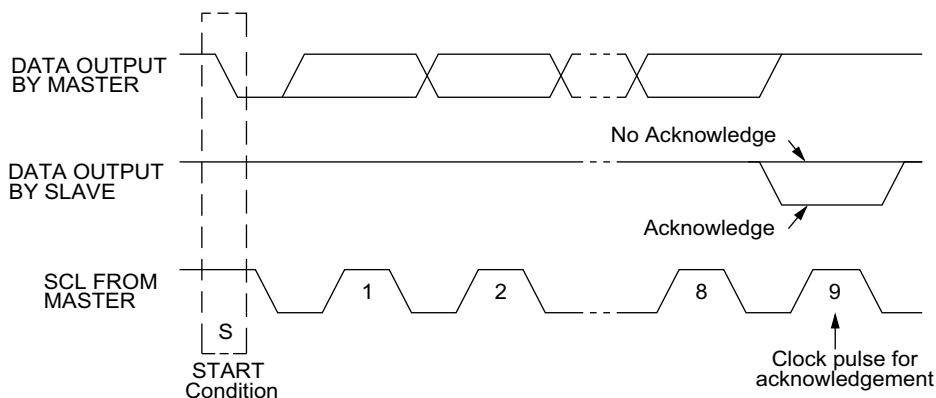 DATA OUTPUT
BY MASTER
No Acknowledge
DATA OUTPUT
BY SLAVE
Acknowledge
SCL FROM
MASTER
1
2
8
9
S
START
Condition
Clock pulse for
acknowledgement